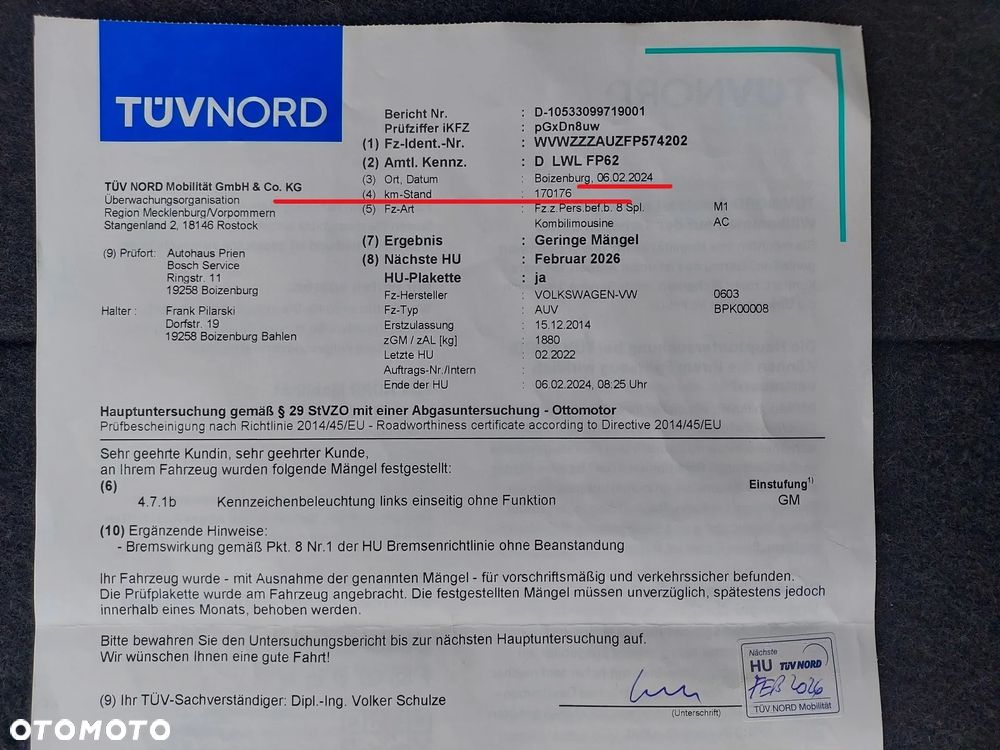 TÜVNORD
Bericht Nr. : D-10533099719001
Prüfziffer iKFZ : pGxDn8uw
(1) Fz-Ident.-Nr. : WVWZZZAUZFP574202
(2) Amtl. Kennz. : D LWL FP62
(3) Ort, Datum : Boizenburg, 06.02.2024
(4) km-Stand : 170176
(5) Fz-Art : Fz.z.Pers.bef.b. 8 Spl. M1
Kombilimousine AC
(7) Ergebnis : Geringe Mängel
(8) Nächste HU : Februar 2026
HU-Plakette : ja
Fz-Hersteller : VOLKSWAGEN-VW 0603
Fz-Typ : AUV BPK00008
Erstzulassung : 15.12.2014
zGM / zAL [kg] : 1880
Letzte HU : 02.2022
Auftrags-Nr./Intern :
Ende der HU : 06.02.2024, 08:25 Uhr
TÜV NORD Mobilität GmbH & Co. KG
Überwachungsorganisation
Region Mecklenburg/Vorpommern
Stangenland 2, 18146 Rostock
(9) Prüfort: Autohaus Prien
Bosch Service
Ringstr. 11
19258 Boizenburg
Halter : Frank Pilarski
Dorfstr. 19
19258 Boizenburg Bahlen
Hauptuntersuchung gemäß § 29 StVZO mit einer Abgasuntersuchung - Ottomotor
Prüfbescheinigung nach Richtlinie 2014/45/EU - Roadworthiness certificate according to Directive 2014/45/EU
Sehr geehrte Kundin, sehr geehrter Kunde,
an Ihrem Fahrzeug wurden folgende Mängel festgestellt:
(6) Einstufung1)
4.7.1b Kennzeichenbeleuchtung links einseitig ohne Funktion GM
(10) Ergänzende Hinweise:
- Bremswirkung gemäß Pkt. 8 Nr.1 der HU Bremsenrichtlinie ohne Beanstandung
Ihr Fahrzeug wurde - mit Ausnahme der genannten Mängel - für vorschriftsmäßig und verkehrssicher befunden.
Die Prüfplakette wurde am Fahrzeug angebracht. Die festgestellten Mängel müssen unverzüglich, spätestens jedoch
innerhalb eines Monats, behoben werden.
Bitte bewahren Sie den Untersuchungsbericht bis zur nächsten Hauptuntersuchung auf.
Wir wünschen Ihnen eine gute Fahrt!
(9) Ihr TÜV-Sachverständiger: Dipl.-Ing. Volker Schulze
(Unterschrift)
Nächste
HU TÜV NORD
FEB 2026
TÜV NORD Mobilität
OTOMOTO